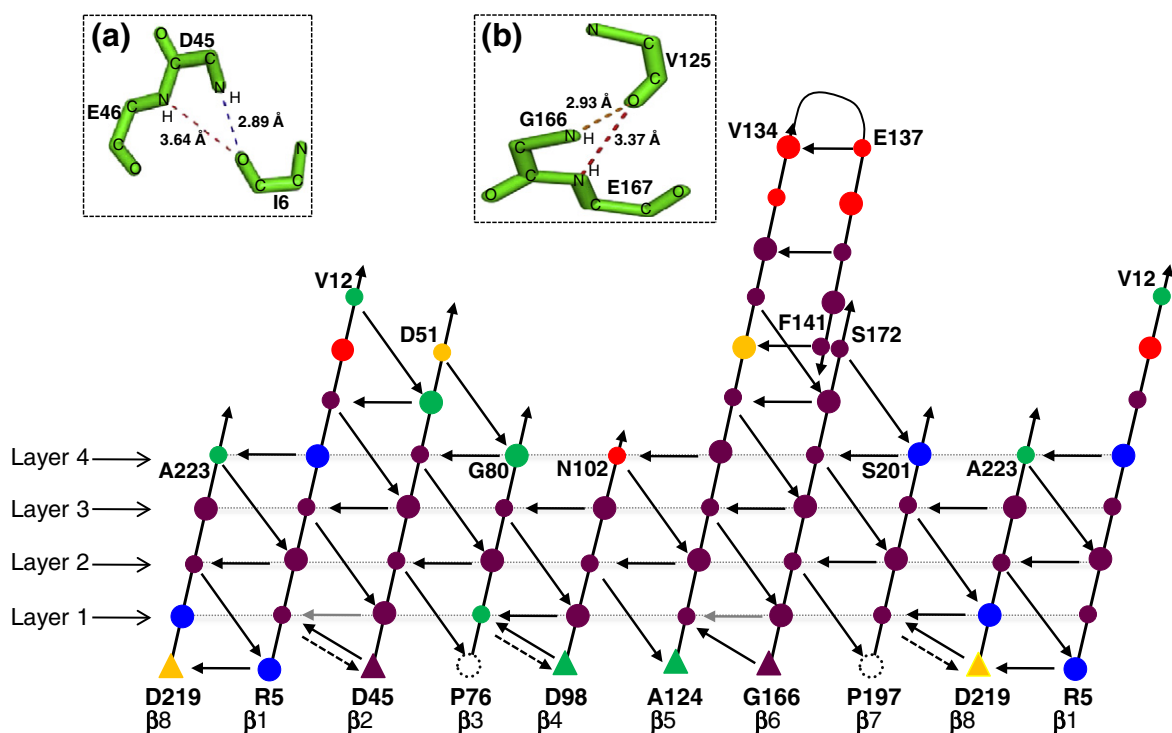 (a)
D45
O
C
C
N
H
N
H
E46
C
C
O
2.89 Å
3.64 Å
O
N
C
C
I6
(b)
N
C
V125
C
O
2.93 Å
G166
N
H
3.37 Å
C
H
C
N
E167
O
C
C
O
V134
E137
V12
V12
F141
D51
S172
Layer 4
A223
G80
N102
S201
A223
Layer 3
Layer 2
Layer 1
D219 R5 D45 P76 D98 A124 G166 P197 D219 R5
β8 β1 β2 β3 β4 β5 β6 β7 β8 β1